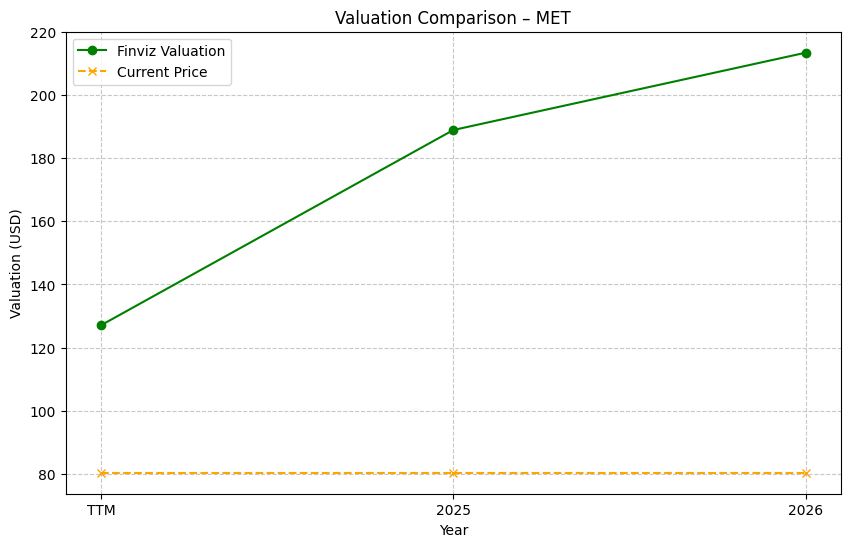 Valuation Comparison – MET
Finviz Valuation
Current Price
Valuation (USD)
220
200
180
160
140
120
100
80
TTM
2025
2026
Year